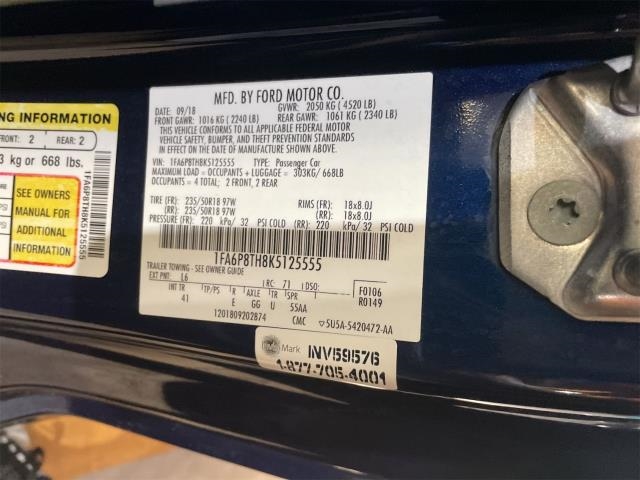 NG INFORMATION
FRONT: 2 REAR: 2
3 kg or 668 lbs.
SEE OWNERS
MANUAL FOR
ADDITIONAL
INFORMATION
1FA6P8TH8K5125555
MFD. BY FORD MOTOR CO.
DATE: 09/18 GVWR: 2050 KG ( 4520 LB)
FRONT GAWR: 1016 KG ( 2240 LB) REAR GAWR: 1061 KG ( 2340 LB)
THIS VEHICLE CONFORMS TO ALL APPLICABLE FEDERAL MOTOR
VEHICLE SAFETY, BUMPER, AND THEFT PREVENTION STANDARDS
IN EFFECT ON THE DATE OF MANUFACTURE SHOWN ABOVE.
VIN: 1FA6P8TH8K5125555 TYPE: Passenger Car
MAXIMUM LOAD = OCCUPANTS + LUGGAGE = 303KG/ 668LB
OCCUPANTS = 4 TOTAL; 2 FRONT, 2 REAR
TIRE (FR): 235/50R18 97W RIMS (FR): 18x8.0J
(RR): 235/50R18 97W (RR): 18x8.0J
PRESSURE (FR): 220 kPa/ 32 PSI COLD (RR): 220 kPa/ 32 PSI COLD
1FA6P8TH8K5125555
TRAILER TOWING - SEE OWNER GUIDE
EXT PNT: L6 RC: 71 DSO: F0106
R0149
INT TR TP/PS R AXLE TR SPR
41 E GG U 55AA
1201809202874 CMC 5U5A-5420472-AA
Mark INV59576
1-877-705-4001